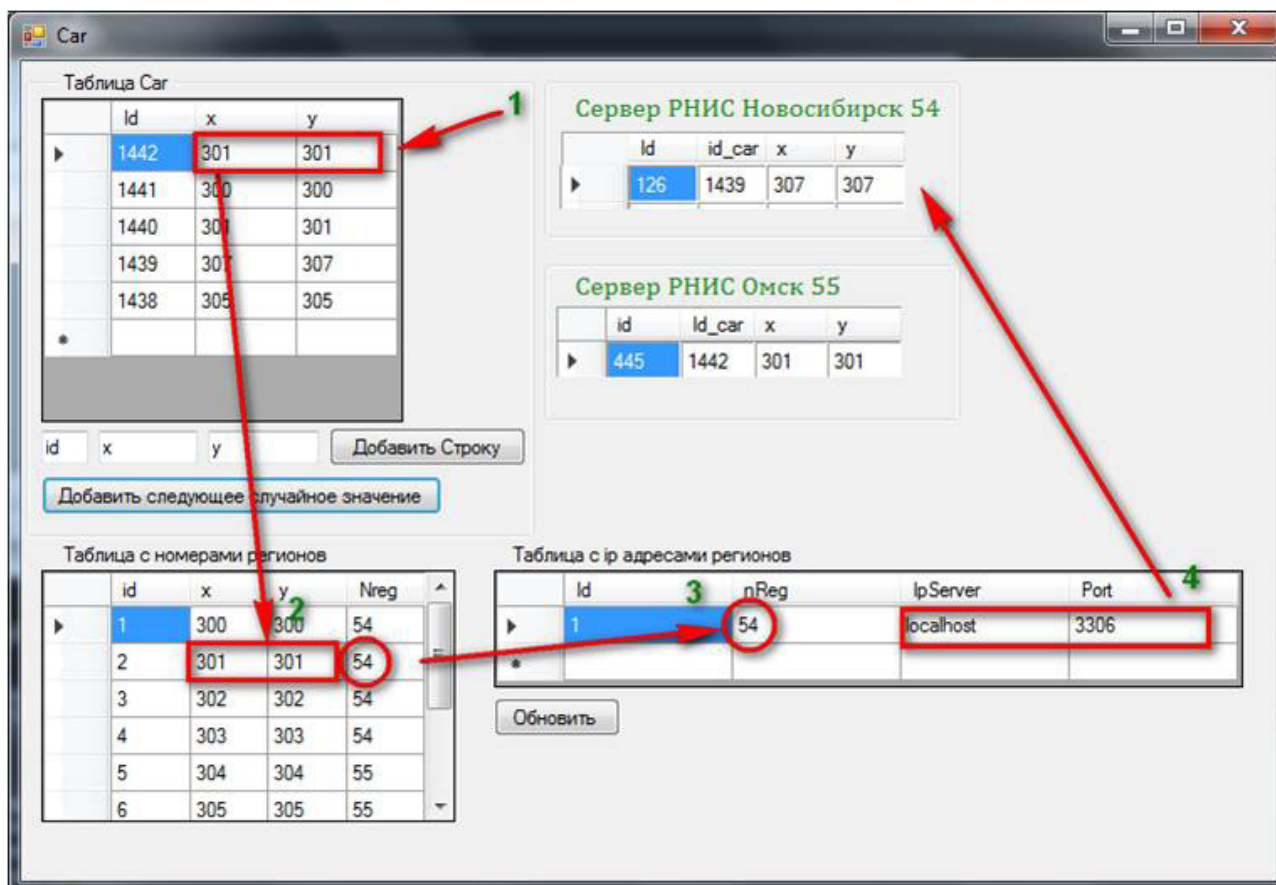 Car
Таблица Car
Id x y
1442 301 301
1441 300 300
1440 301 301
1439 307 307
1438 305 305
id x y Добавить Строку
Добавить следующее случайное значение
1
Сервер РНИС Новосибирск 54
Id id_car x y
126 1439 307 307
Сервер РНИС Омск 55
id Id_car x y
445 1442 301 301
Таблица с номерами регионов
id x y Nreg
1 300 300 54
2
2 301 301 54
3 302 302 54
4 303 303 54
5 304 304 55
6 305 305 55
Таблица с ip адресами регионов
Id nReg IpServer Port
3 4
1 54 localhost 3306
Обновить